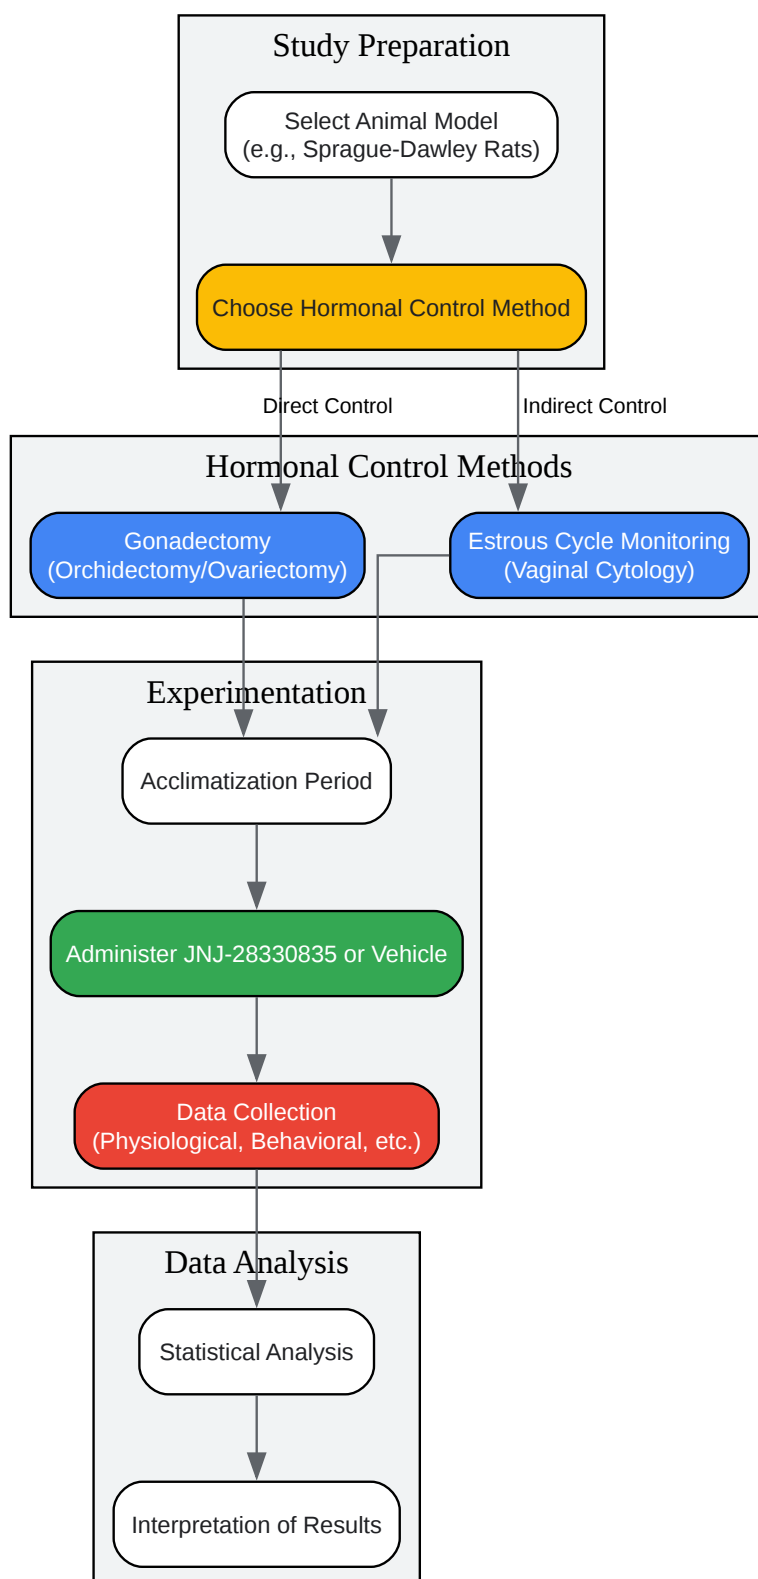 Study Preparation
Select Animal Model
(e.g., Sprague-Dawley Rats)
Choose Hormonal Control Method
Direct Control
Indirect Control
Hormonal Control Methods
Gonadectomy
(Orchidectomy/Ovariectomy)
Estrous Cycle Monitoring
(Vaginal Cytology)
Experimentation
Acclimatization Period
Administer JNJ-28330835 or Vehicle
Data Collection
(Physiological, Behavioral, etc.)
Data Analysis
Statistical Analysis
Interpretation of Results